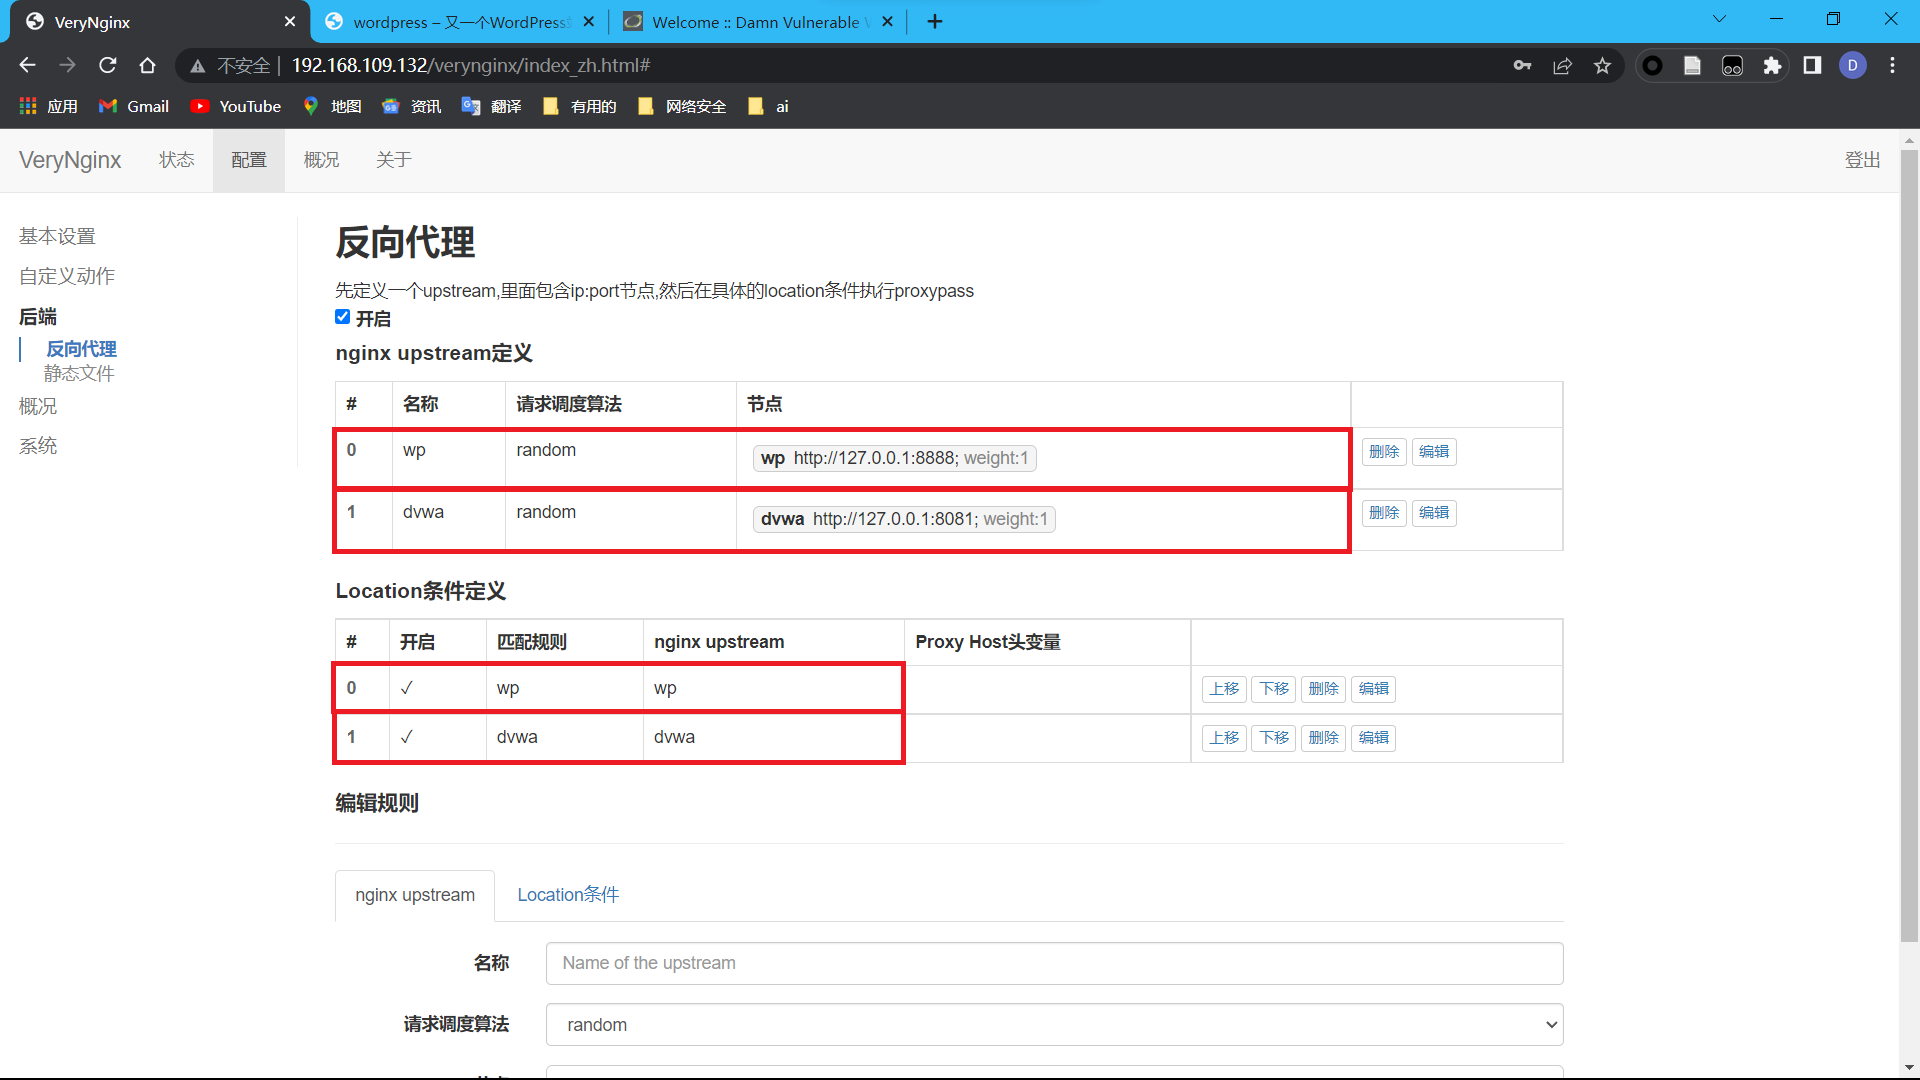 VeryNginx
wordpress – 又一个WordPress
Welcome :: Damn Vulnerable
不安全 | 192.168.109.132/verynginx/index_zh.html#
D
应用 Gmail YouTube 地图 资讯 翻译 有用的 网络安全 ai
VeryNginx 状态 配置 概况 关于 登出
基本设置
自定义动作
后端
反向代理
静态文件
概况
系统
反向代理
先定义一个upstream,里面包含ip:port节点,然后在具体的location条件执行proxypass
开启
nginx upstream定义
# 名称 请求调度算法 节点
0 wp random wp http://127.0.0.1:8888; weight:1 删除 编辑
1 dvwa random dvwa http://127.0.0.1:8081; weight:1 删除 编辑
Location条件定义
# 开启 匹配规则 nginx upstream Proxy Host头变量
0 ✓ wp wp 上移 下移 删除 编辑
1 ✓ dvwa dvwa 上移 下移 删除 编辑
编辑规则
nginx upstream Location条件
名称 Name of the upstream
请求调度算法 random